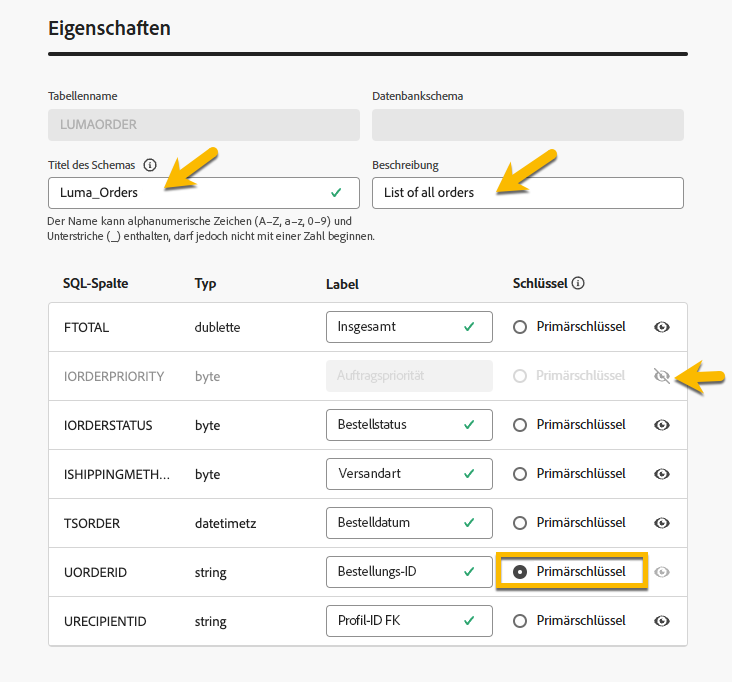 Eigenschaften
Tabellenname
Datenbankschema
LUMAORDER
Titel des Schemas
Beschreibung
Luma_Orders
List of all orders
Der Name kann alphanumerische Zeichen (A–Z, a–z, 0–9) und
Unterstriche (_) enthalten, darf jedoch nicht mit einer Zahl beginnen.
SQL-Spalte Typ Label Schlüssel
FTOTAL dublette Insgesamt Primärschlüssel
IORDERPRIORITY byte Auftragspriorität Primärschlüssel
IORDERSTATUS byte Bestellstatus Primärschlüssel
ISHIPPINGMETH... byte Versandart Primärschlüssel
TSORDER datetimetz Bestelldatum Primärschlüssel
UORDERID string Bestellungs-ID Primärschlüssel
URECIPIENTID string Profil-ID FK Primärschlüssel